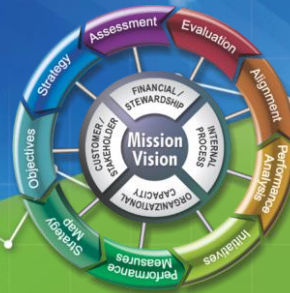 Assessment
Evaluation
Alignment
Performance
Analysis
Initiatives
Performance
Measures
Strategy
Map
Objectives
Strategy
FINANCIAL /
STEWARDSHIP
INTERNAL
PROCESS
ORGANIZATIONAL
CAPACITY
CUSTOMER /
STAKEHOLDER
Mission
Vision